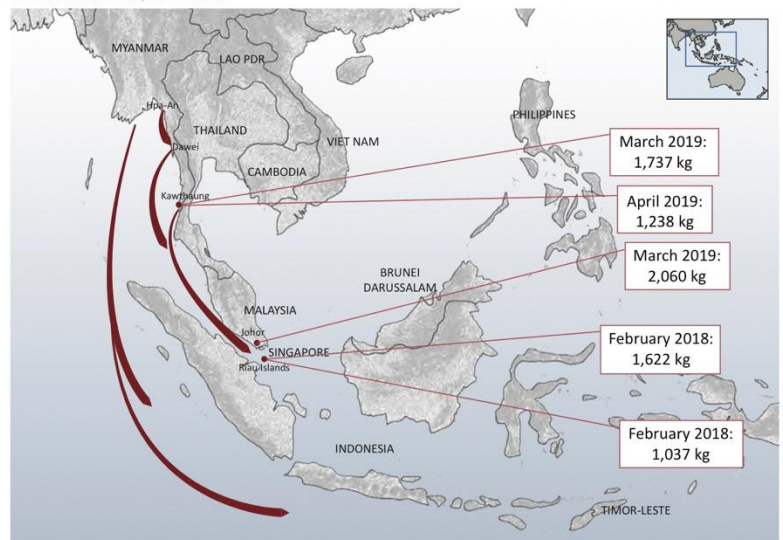 MYANMAR
LAO PDR
Hpa-An
THAILAND
Dawei
VIET NAM
CAMBODIA
PHILIPPINES
Kawthaung
March 2019:
1,737 kg
April 2019:
1,238 kg
March 2019:
2,060 kg
BRUNEI
DARUSSALAM
MALAYSIA
Johor
SINGAPORE
Riau Islands
February 2018:
1,622 kg
February 2018:
1,037 kg
INDONESIA
TIMOR-LESTE